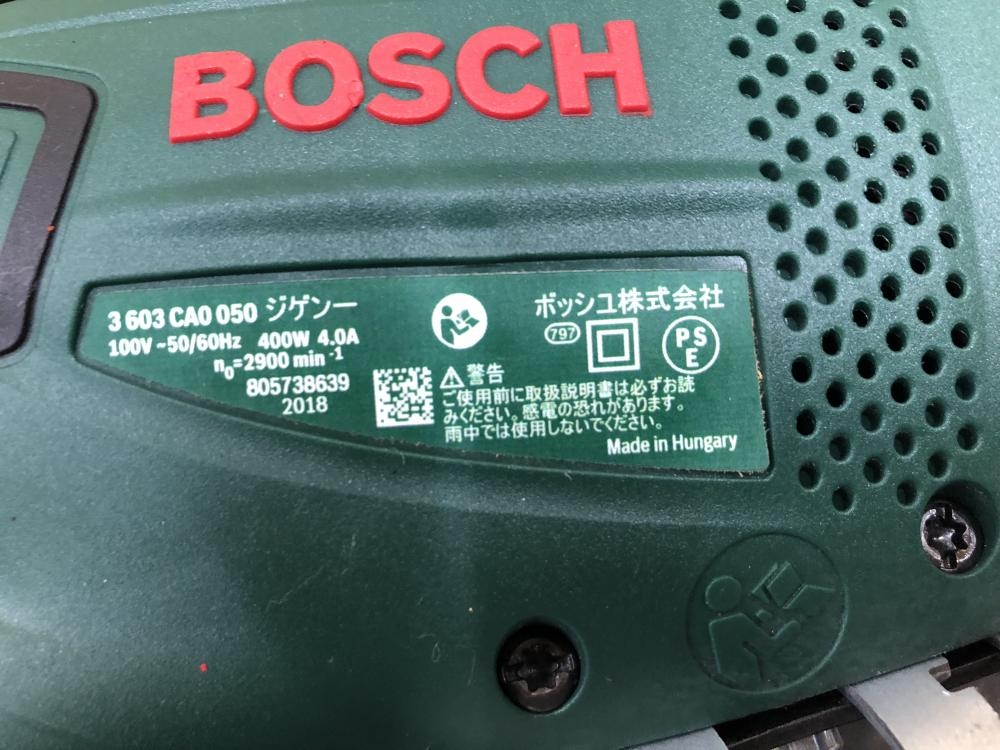 BOSCH
3 603 CA0 050 ジゲンー
100V ~50/60Hz 400W 4.0A
n0=2900 min-1
805738639
2018
ボッシュ株式会社
797
PS
E
警告
ご使用前に取扱説明書は必ずお読
みください。感電の恐れがあります。
雨中では使用しないでください。
Made in Hungary